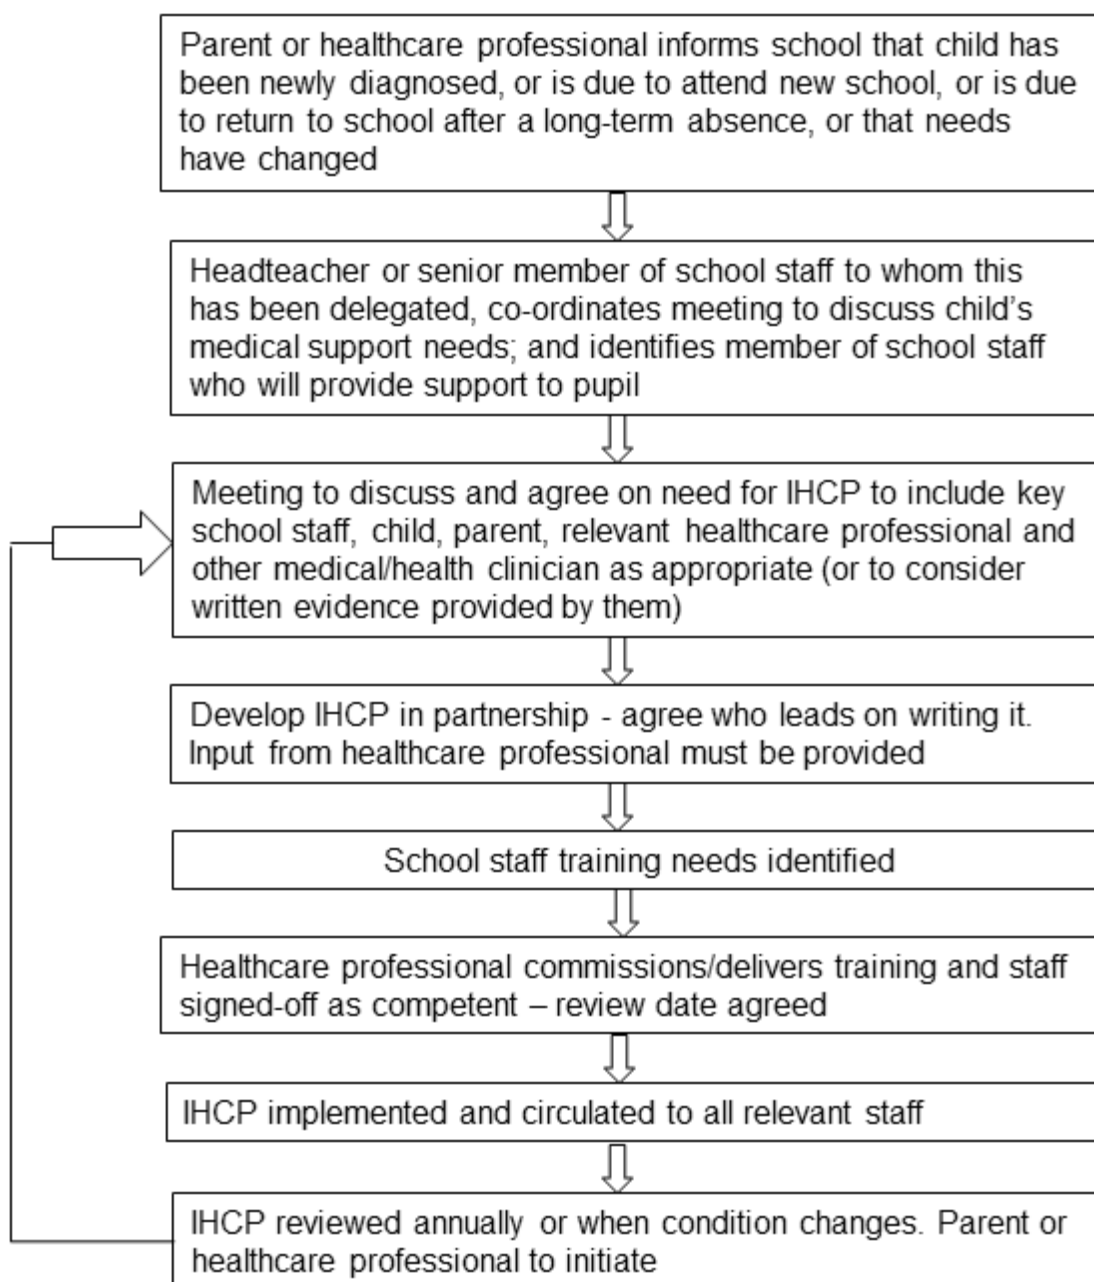 Parent or healthcare professional informs school that child has
been newly diagnosed, or is due to attend new school, or is due
to return to school after a long-term absence, or that needs
have changed
Headteacher or senior member of school staff to whom this
has been delegated, co-ordinates meeting to discuss child's
medical support needs; and identifies member of school staff
who will provide support to pupil
Meeting to discuss and agree on need for IHCP to include key
school staff, child, parent, relevant healthcare professional and
other medical/health clinician as appropriate (or to consider
written evidence provided by them)
Develop IHCP in partnership - agree who leads on writing it.
Input from healthcare professional must be provided
School staff training needs identified
Healthcare professional commissions/delivers training and staff
signed-off as competent – review date agreed
IHCP implemented and circulated to all relevant staff
IHCP reviewed annually or when condition changes. Parent or
healthcare professional to initiate